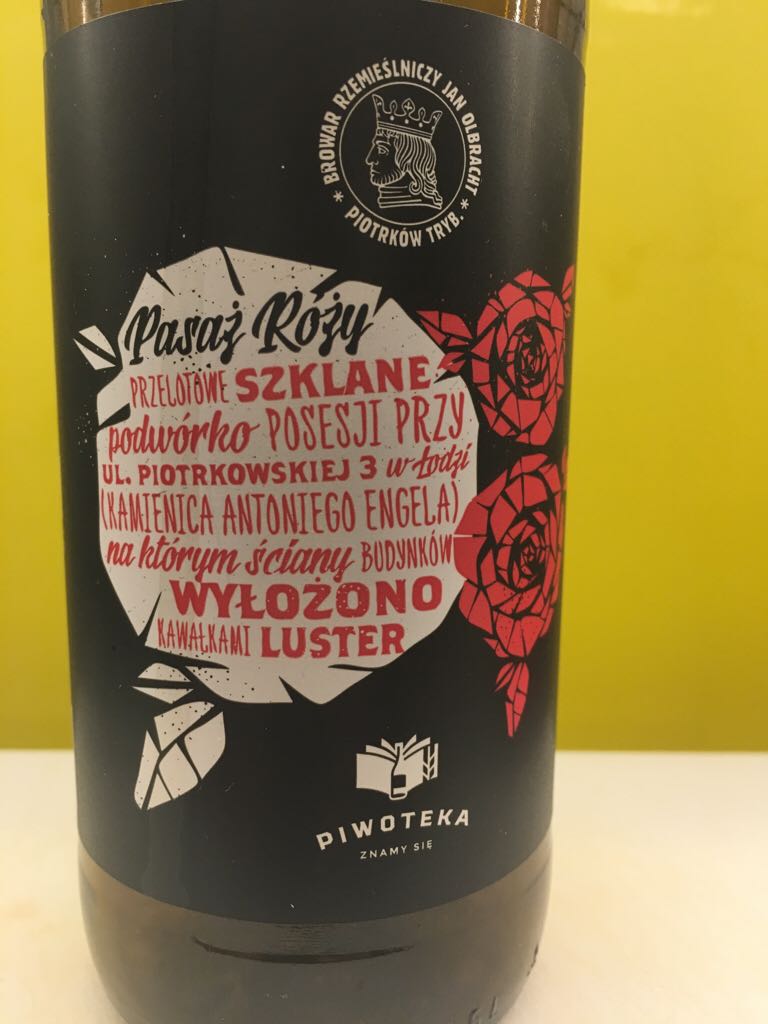 * BROWAR RZEMIEŚLNICZY JAN OLBRACHT *
PIOTRKÓW TRYB.
Pasaż Róży
PRZELOTOWE SZKLANE
podwórko POSESJI PRZY
UL. PIOTRKOWSKIEJ 3 w Łodzi
(KAMIENICA ANTONIEGO ENGELA)
na którym ściany BUDYNKÓW
WYŁOŻONO
KAWAŁKAMI LUSTER
PIWOTEKA
ZNAMY SIĘ